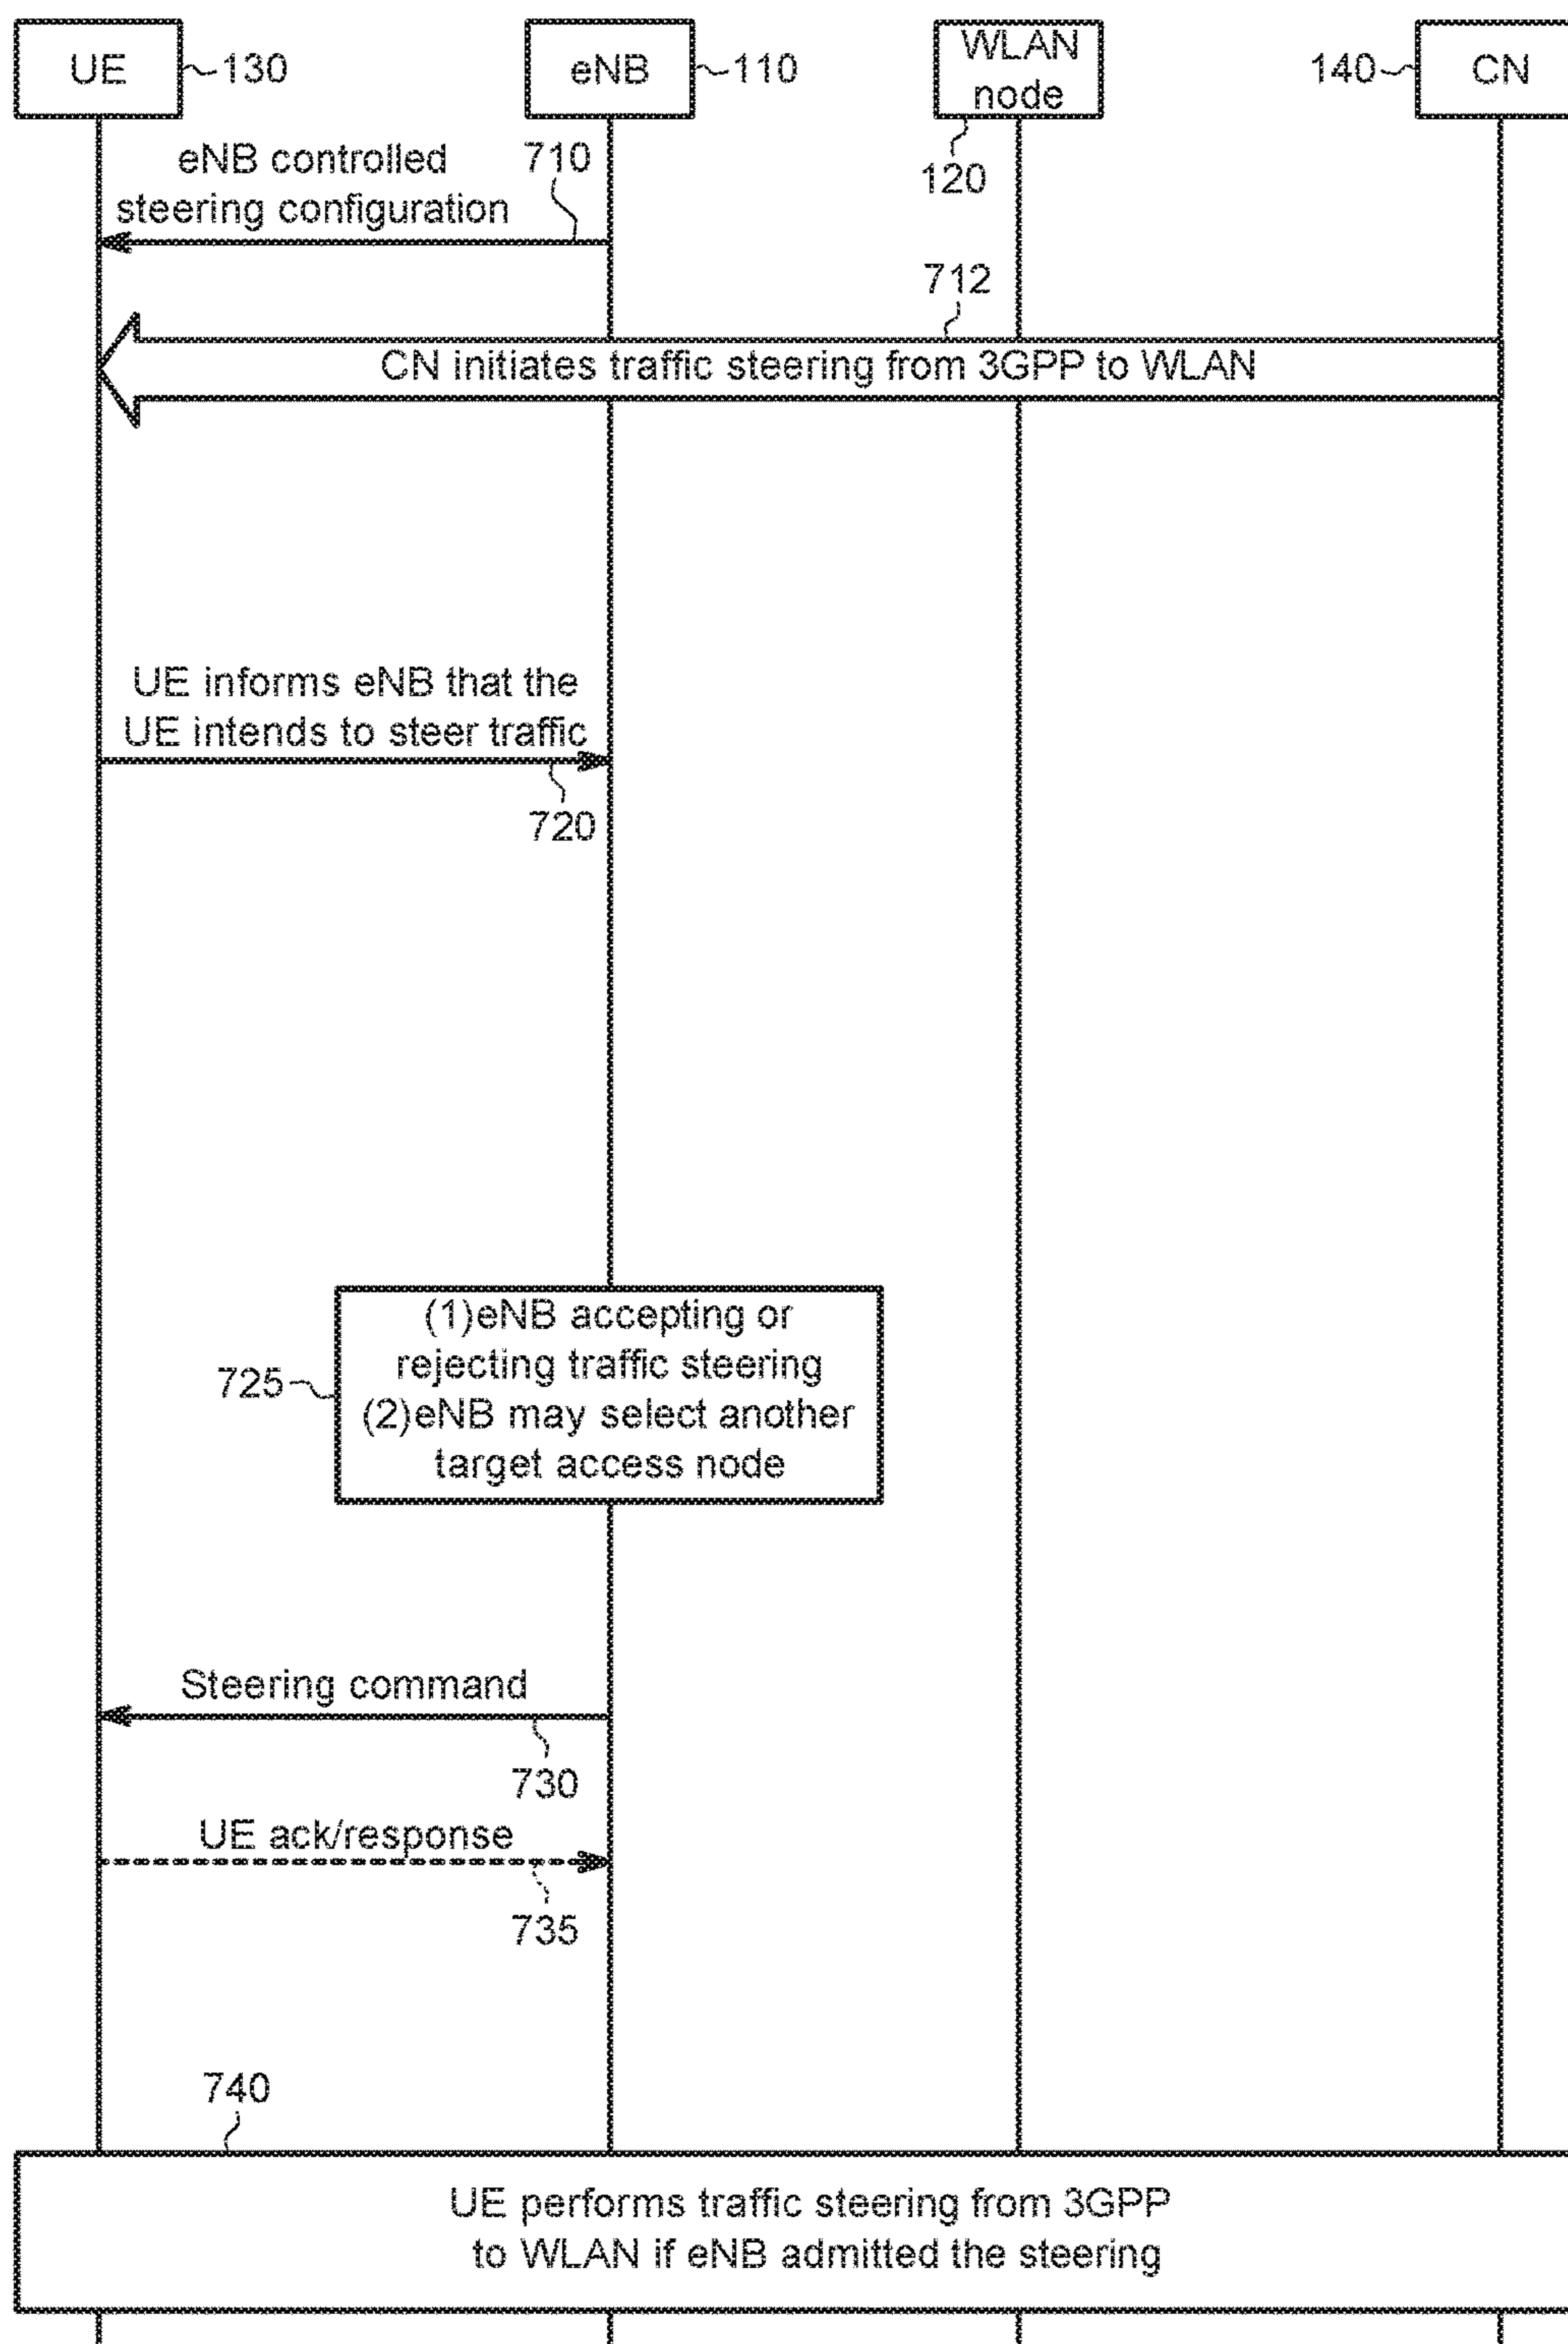 UE
130
eNB
110
WLAN
node
120
140
CN
eNB controlled
steering configuration
710
712
CN initiates traffic steering from 3GPP to WLAN
UE informs eNB that the
UE intends to steer traffic
720
(1)eNB accepting or
rejecting traffic steering
(2)eNB may select another
target access node
725
Steering command
730
UE ack/response
735
740
UE performs traffic steering from 3GPP
to WLAN if eNB admitted the steering